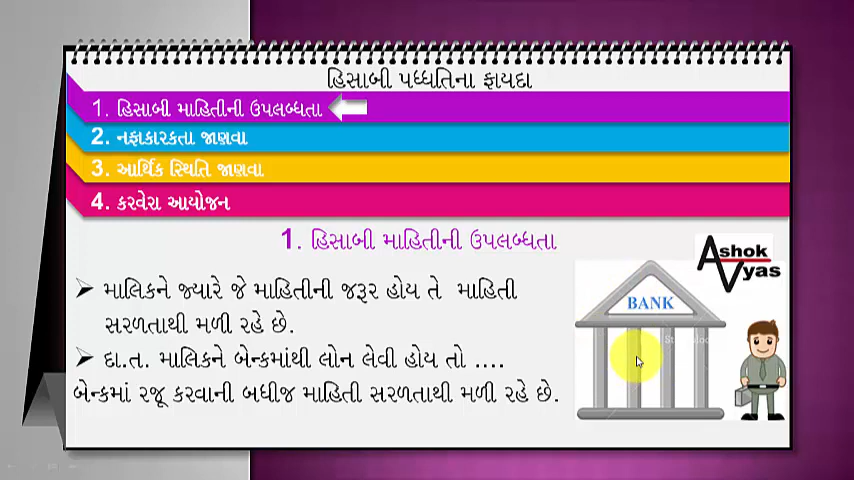 હિસાબી પધ્ધતિના ફાયદા
1. હિસાબી માહિતીની ઉપલબ્ધતા
2. નફાકારકતા જાણવા
3. આર્થિક સ્થિતિ જાણવા
4. કરવેરા આયોજન
1. હિસાબી માહિતીની ઉપલબ્ધતા
Ashok
Vyas
➢ માલિકને જ્યારે જે માહિતીની જરૂર હોય તે માહિતી
સરળતાથી મળી રહે છે.
BANK
➢ દા.ત. માલિકને બેન્કમાંથી લોન લેવી હોય તો ....
બેન્કમાં રજૂ કરવાની બધીજ માહિતી સરળતાથી મળી રહે છે.